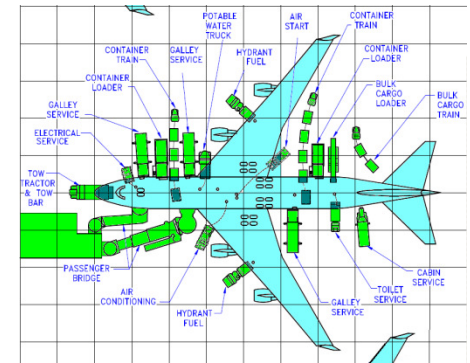 POTABLE
WATER
TRUCK
AIR
START
CONTAINER
TRAIN
CONTAINER
TRAIN
GALLEY
SERVICE
HYDRANT
FUEL
CONTAINER
LOADER
CONTAINER
LOADER
BULK
CARGO
LOADER
GALLEY
SERVICE
BULK
CARGO
TRAIN
ELECTRICAL
SERVICE
TOW
TRACTOR
& TOW
BAR
PASSENGER
BRIDGE
AIR
CONDITIONING
HYDRANT
FUEL
GALLEY
SERVICE
TOILET
SERVICE
CABIN
SERVICE